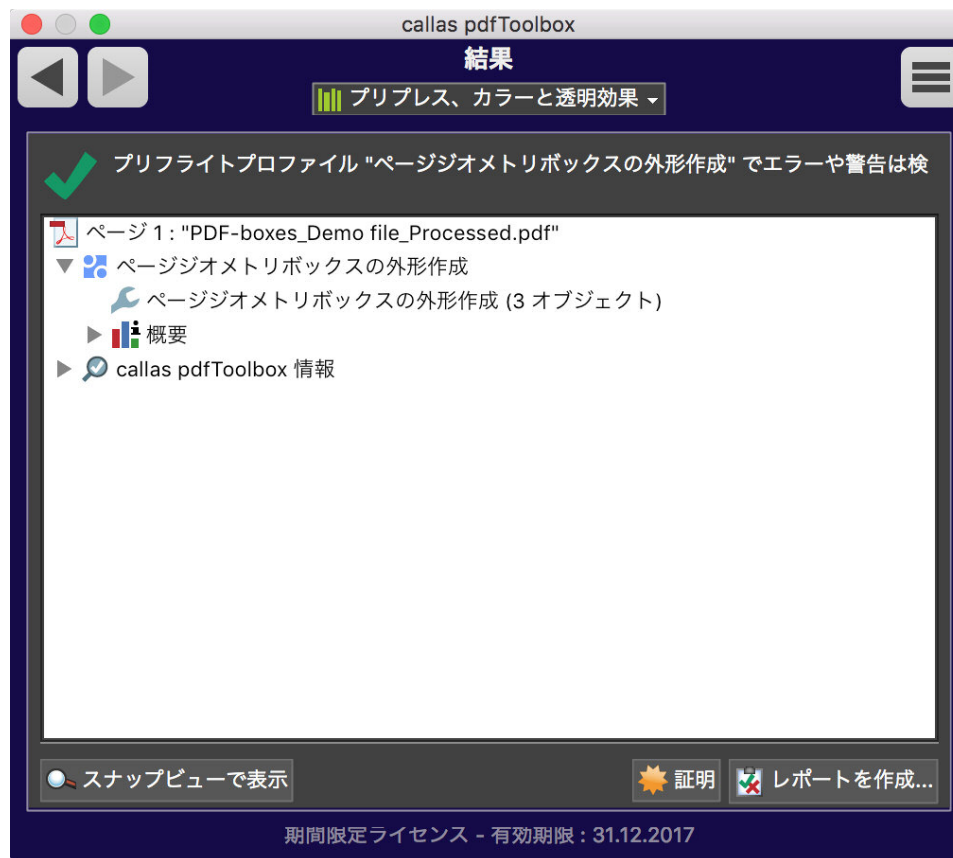 callas pdfToolbox
結果
プリプレス、カラーと透明効果
プリフライトプロファイル "ページジオメトリボックスの外形作成" でエラーや警告は検
ページ 1 : "PDF-boxes_Demo file_Processed.pdf"
ページジオメトリボックスの外形作成
ページジオメトリボックスの外形作成 (3 オブジェクト)
概要
callas pdfToolbox 情報
スナップビューで表示
証明
レポートを作成...
期間限定ライセンス - 有効期限 : 31.12.2017